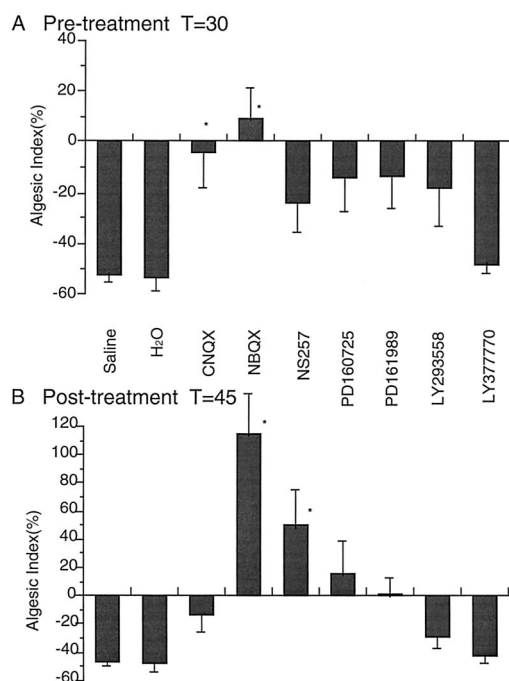 A Pre-treatment T=30
40
20
0
-20
-40
-60
Algesic Index(%)
*
*
Saline
H₂O
CNQX
NBQX
NS257
PD160725
PD161989
LY293558
LY377770
B Post-treatment T=45
120
100
80
60
40
20
0
-20
-40
-60
Algesic Index(%)
*
*